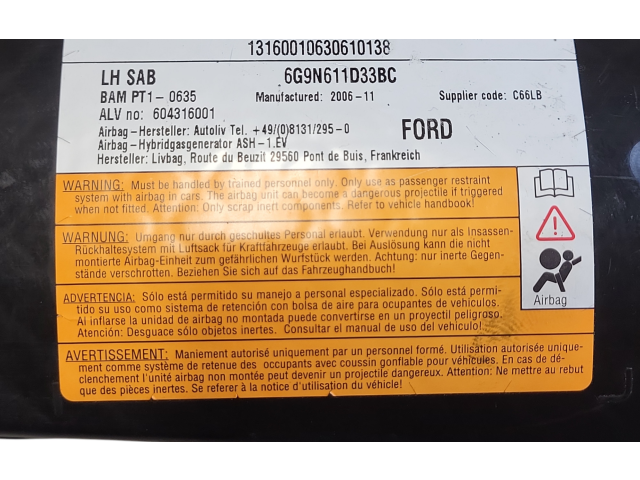 13160010630610138
LH SAB 6G9N611D33BC
BAM PT1- 0635 Manufactured: 2006-11 Supplier code: C66LB
ALV no: 604316001
Airbag-Hersteller: Autoliv Tel. +49/(0)8131/295-0 FORD
Airbag-Hybridgasgenerator ASH-1.EV
Hersteller: Livbag, Route du Beuzit 29560 Pont de Buis, Frankreich
WARNING: Must be handled by trained personnel only. Only use as passenger restraint
system with airbag in cars. The airbag unit can become a dangerous projectile if triggered
when not fitted. Attention: Only scrap inert components. Refer to vehicle handbook!
WARNUNG: Umgang nur durch geschultes Personal erlaubt. Verwendung nur als Insassen-
Rückhaltesystem mit Luftsack für Kraftfahrzeuge erlaubt. Bei Auslösung kann die nicht
montierte Airbag-Einheit zum gefährlichen Wurfstück werden. Achtung: nur inerte Gegen-
stände verschrotten. Beziehen Sie sich auf das Fahrzeughandbuch!
Airbag
ADVERTENCIA: Sólo está permitido su manejo a personal especializado. Sólo está permi-
tido su uso como sistema de retención con bolsa de aire para ocupantes de vehículos.
Al inflarse la unidad de airbag no montada puede convertirse en un proyectil peligroso.
Atención: Desguace sólo objetos inertes. Consultar el manual de uso del vehículo!
AVERTISSEMENT: Maniement autorisé uniquement par un personnel formé. Utilisation autorisée unique-
ment comme système de retenue des occupants avec coussin gonflable pour véhicules. En cas de dé-
clenchement l'unité airbag non montée peut devenir un projectile dangereux. Attention: Ne mettre au rebut
que des pièces inertes. Se referer à la notice d'utilisation du véhicule!